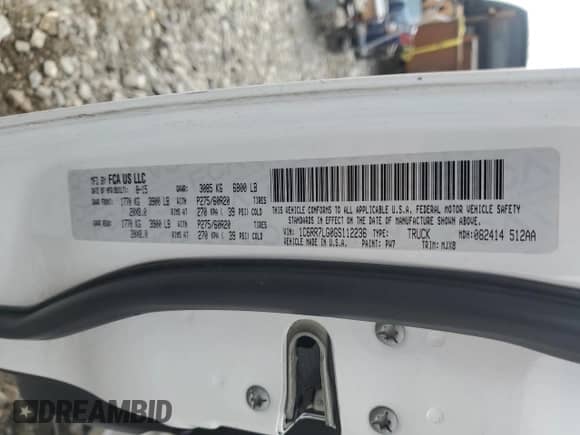 MFD BY FCA US LLC
DATE OF MFR/BUILT: 8-15 GVWR: 3085 KG 6800 LB
GAWR FRONT: 1770 KG 3900 LB P275/60R20 TIRES
20X8.0 RIMS AT 270 KPA ( 39 PSI) COLD
GAWR REAR: 1770 KG 3900 LB P275/60R20 TIRES
20X8.0 RIMS AT 270 KPA ( 39 PSI) COLD
THIS VEHICLE CONFORMS TO ALL APPLICABLE U.S.A. FEDERAL MOTOR VEHICLE SAFETY
STANDARDS IN EFFECT ON THE DATE OF MANUFACTURE SHOWN ABOVE.
VIN: 1C6RR7LG0GS112236 TYPE: TRUCK MDH: 082414 512AA
VEHICLE MADE IN U.S.A. PAINT: PW7 TRIM: MJX8
DREAMBID